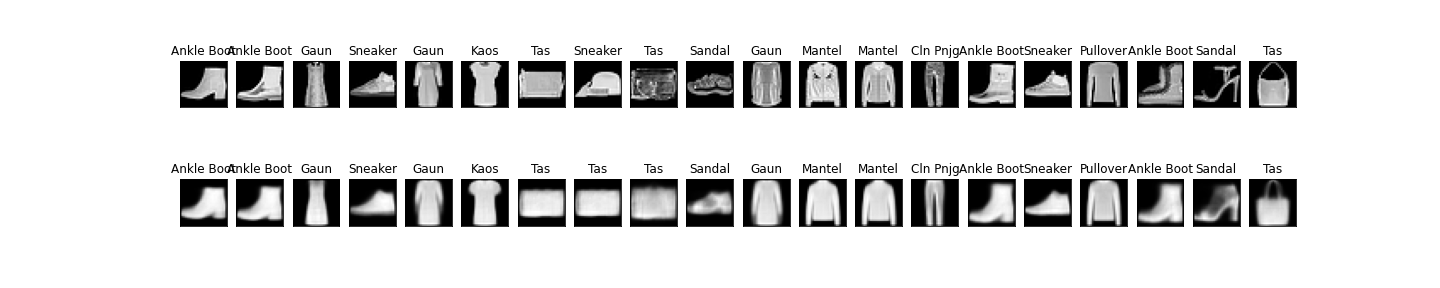 Ankle Boot Ankle Boot Gaun Sneaker Gaun Kaos Tas Sneaker Tas Sandal Gaun Mantel Mantel Cln Pnjg Ankle Boot Sneaker Pullover Ankle Boot Sandal Tas
Ankle Boot Ankle Boot Gaun Sneaker Gaun Kaos Tas Tas Tas Sandal Gaun Mantel Mantel Cln Pnjg Ankle Boot Sneaker Pullover Ankle Boot Sandal Tas